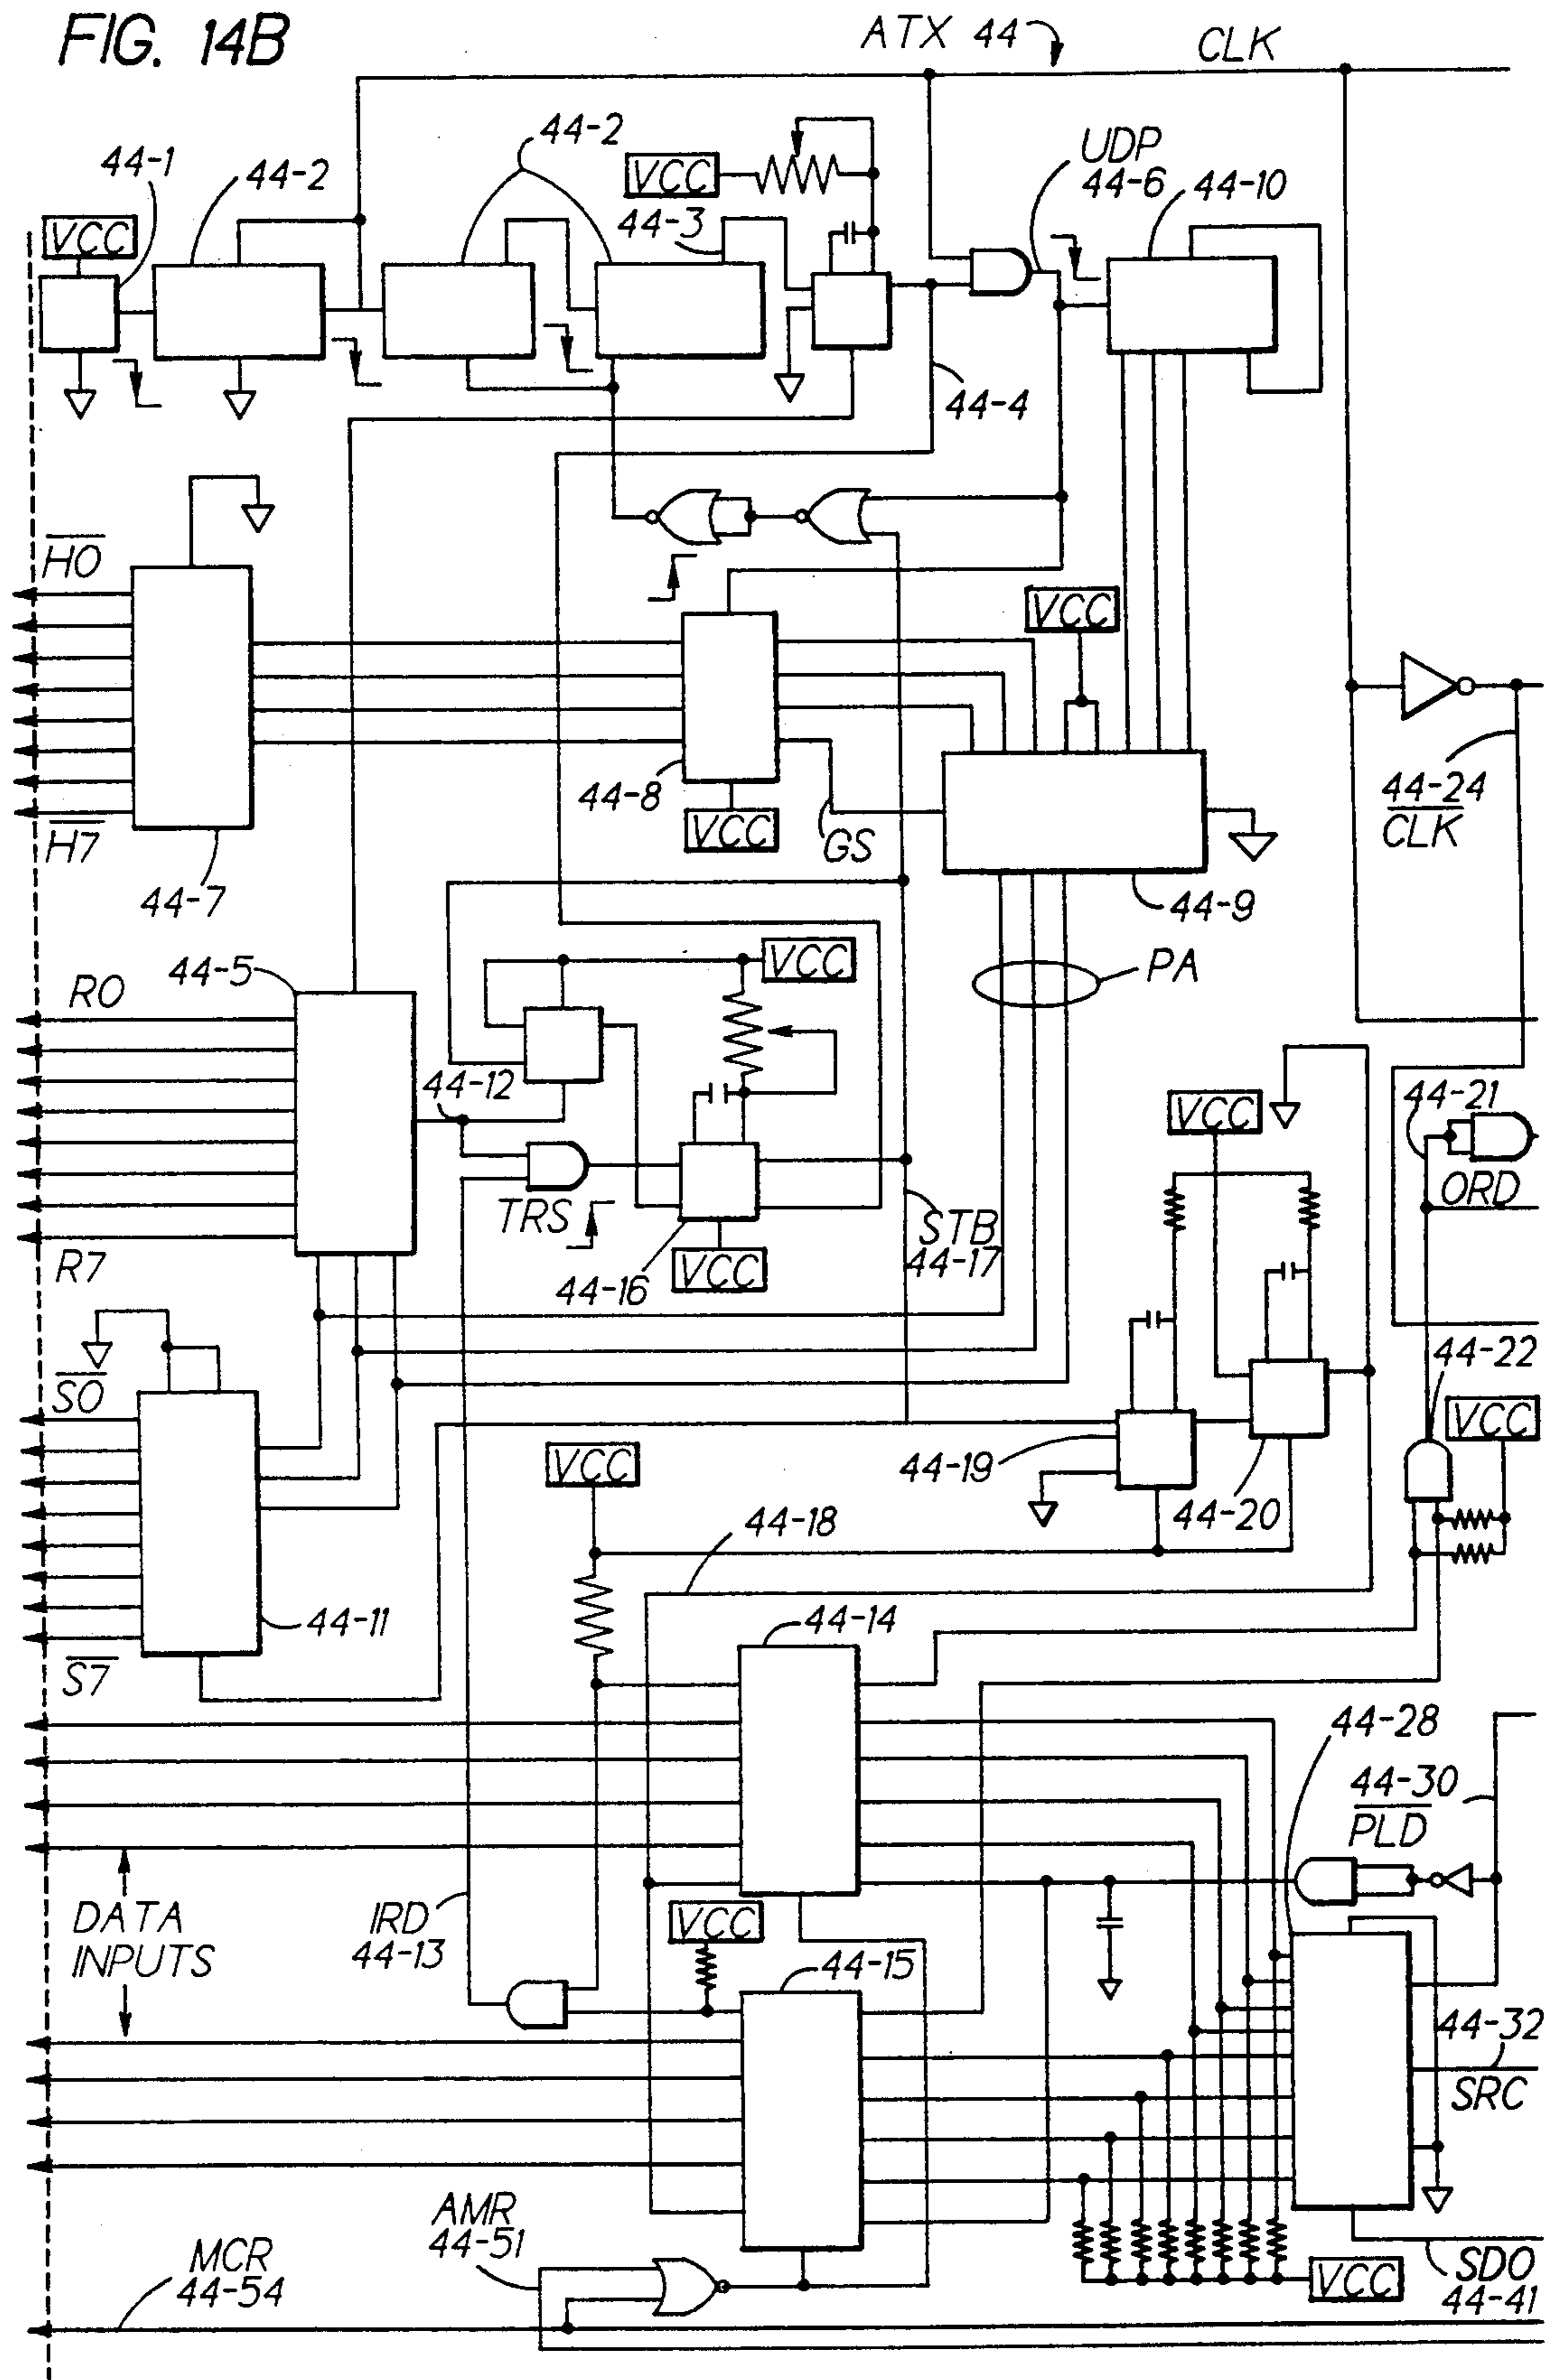 FIG. 14B
ATX 44
CLK
44-1
44-2
44-2
VCC
44-3
UDP
44-6
44-10
VCC
44-4
H0
VCC
44-8
VCC
GS
44-24
CLK
H7
44-7
44-9
44-5
VCC
PA
R0
44-12
VCC
44-21
TRS
ORD
STB
44-17
R7
44-16
VCC
S0
44-22
VCC
VCC
44-19
44-20
44-18
44-14
44-11
S7
44-28
44-30
PLD
DATA
INPUTS
IRD
44-13
VCC
44-15
44-32
SRC
AMR
44-51
MCR
44-54
SDO
44-41
VCC